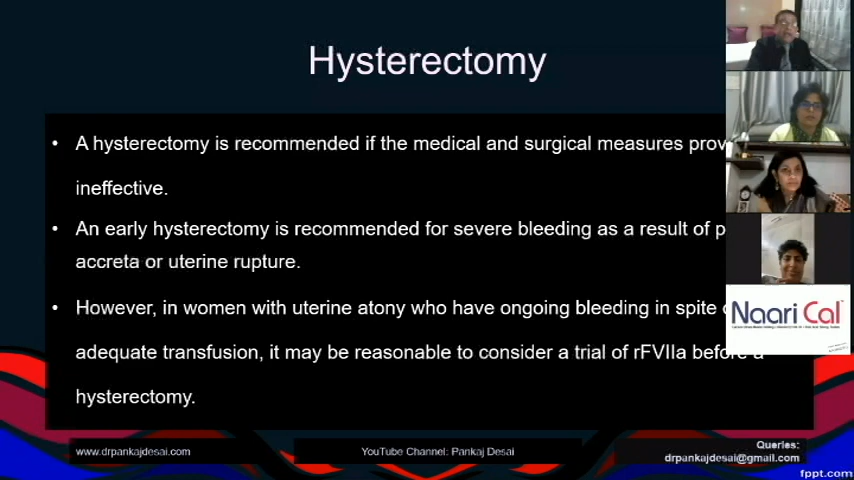 Hysterectomy
• A hysterectomy is recommended if the medical and surgical measures prov
ineffective.
• An early hysterectomy is recommended for severe bleeding as a result of p
accreta or uterine rupture.
• However, in women with uterine atony who have ongoing bleeding in spite
adequate transfusion, it may be reasonable to consider a trial of rFVIIa before a
hysterectomy.
Naari Cal
www.drpankajdesai.com
YouTube Channel: Pankaj Desai
Queries:
drpankajdesai@gmail.com
fppt.com